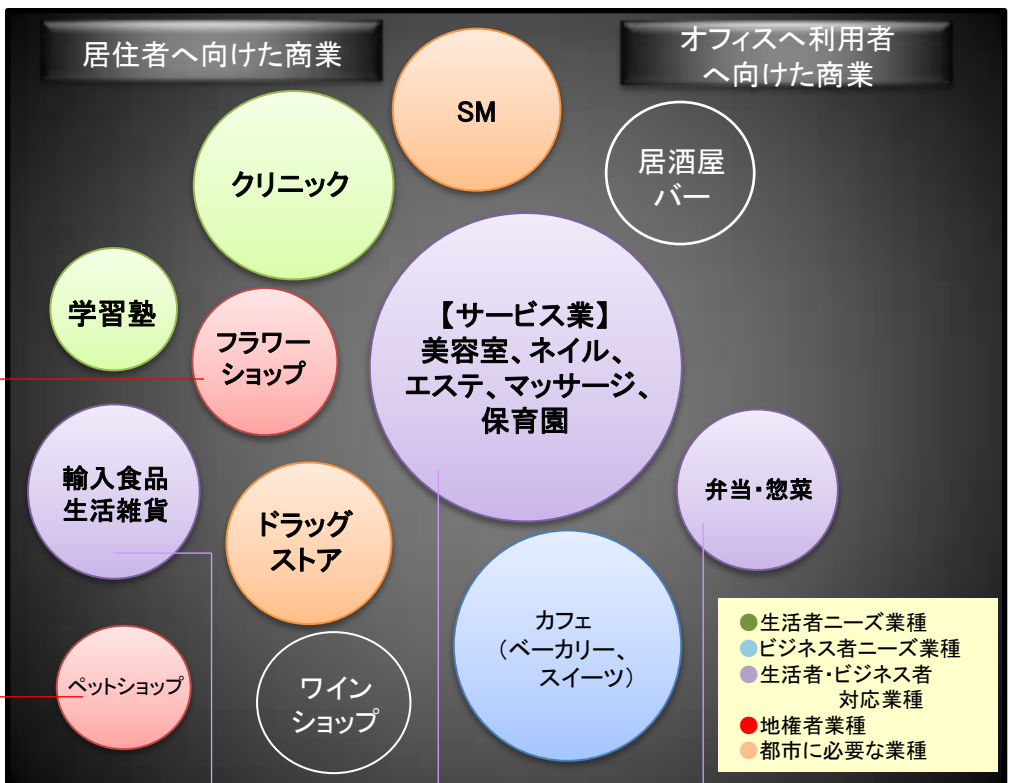 居住者へ向けた商業
オフィスへ利用者
へ向けた商業
SM
クリニック
居酒屋
バー
学習塾
フラワー
ショップ
【サービス業】
美容室、ネイル、
エステ、マッサージ、
保育園
輸入食品
生活雑貨
弁当・惣菜
ドラッグ
ストア
カフェ
（ベーカリー、
スイーツ）
ペットショップ
ワイン
ショップ
●生活者ニーズ業種
●ビジネス者ニーズ業種
●生活者・ビジネス者
対応業種
●地権者業種
●都市に必要な業種